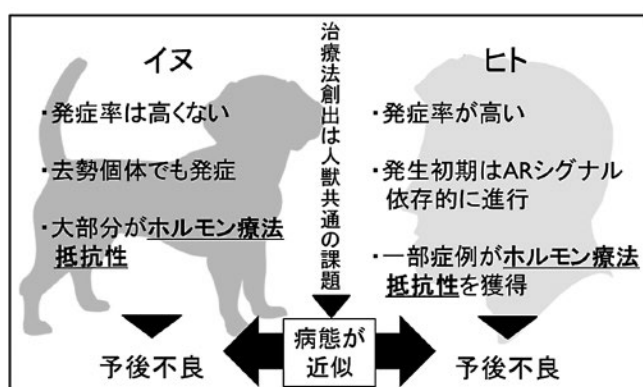 イヌ
・発症率は高くない
・去勢個体でも発症
・大部分がホルモン療法
抵抗性
予後不良
治療法創出は人獣共通の課題
病態が
近似
ヒト
・発症率が高い
・発生初期はARシグナル
依存的に進行
・一部症例がホルモン療法
抵抗性を獲得
予後不良